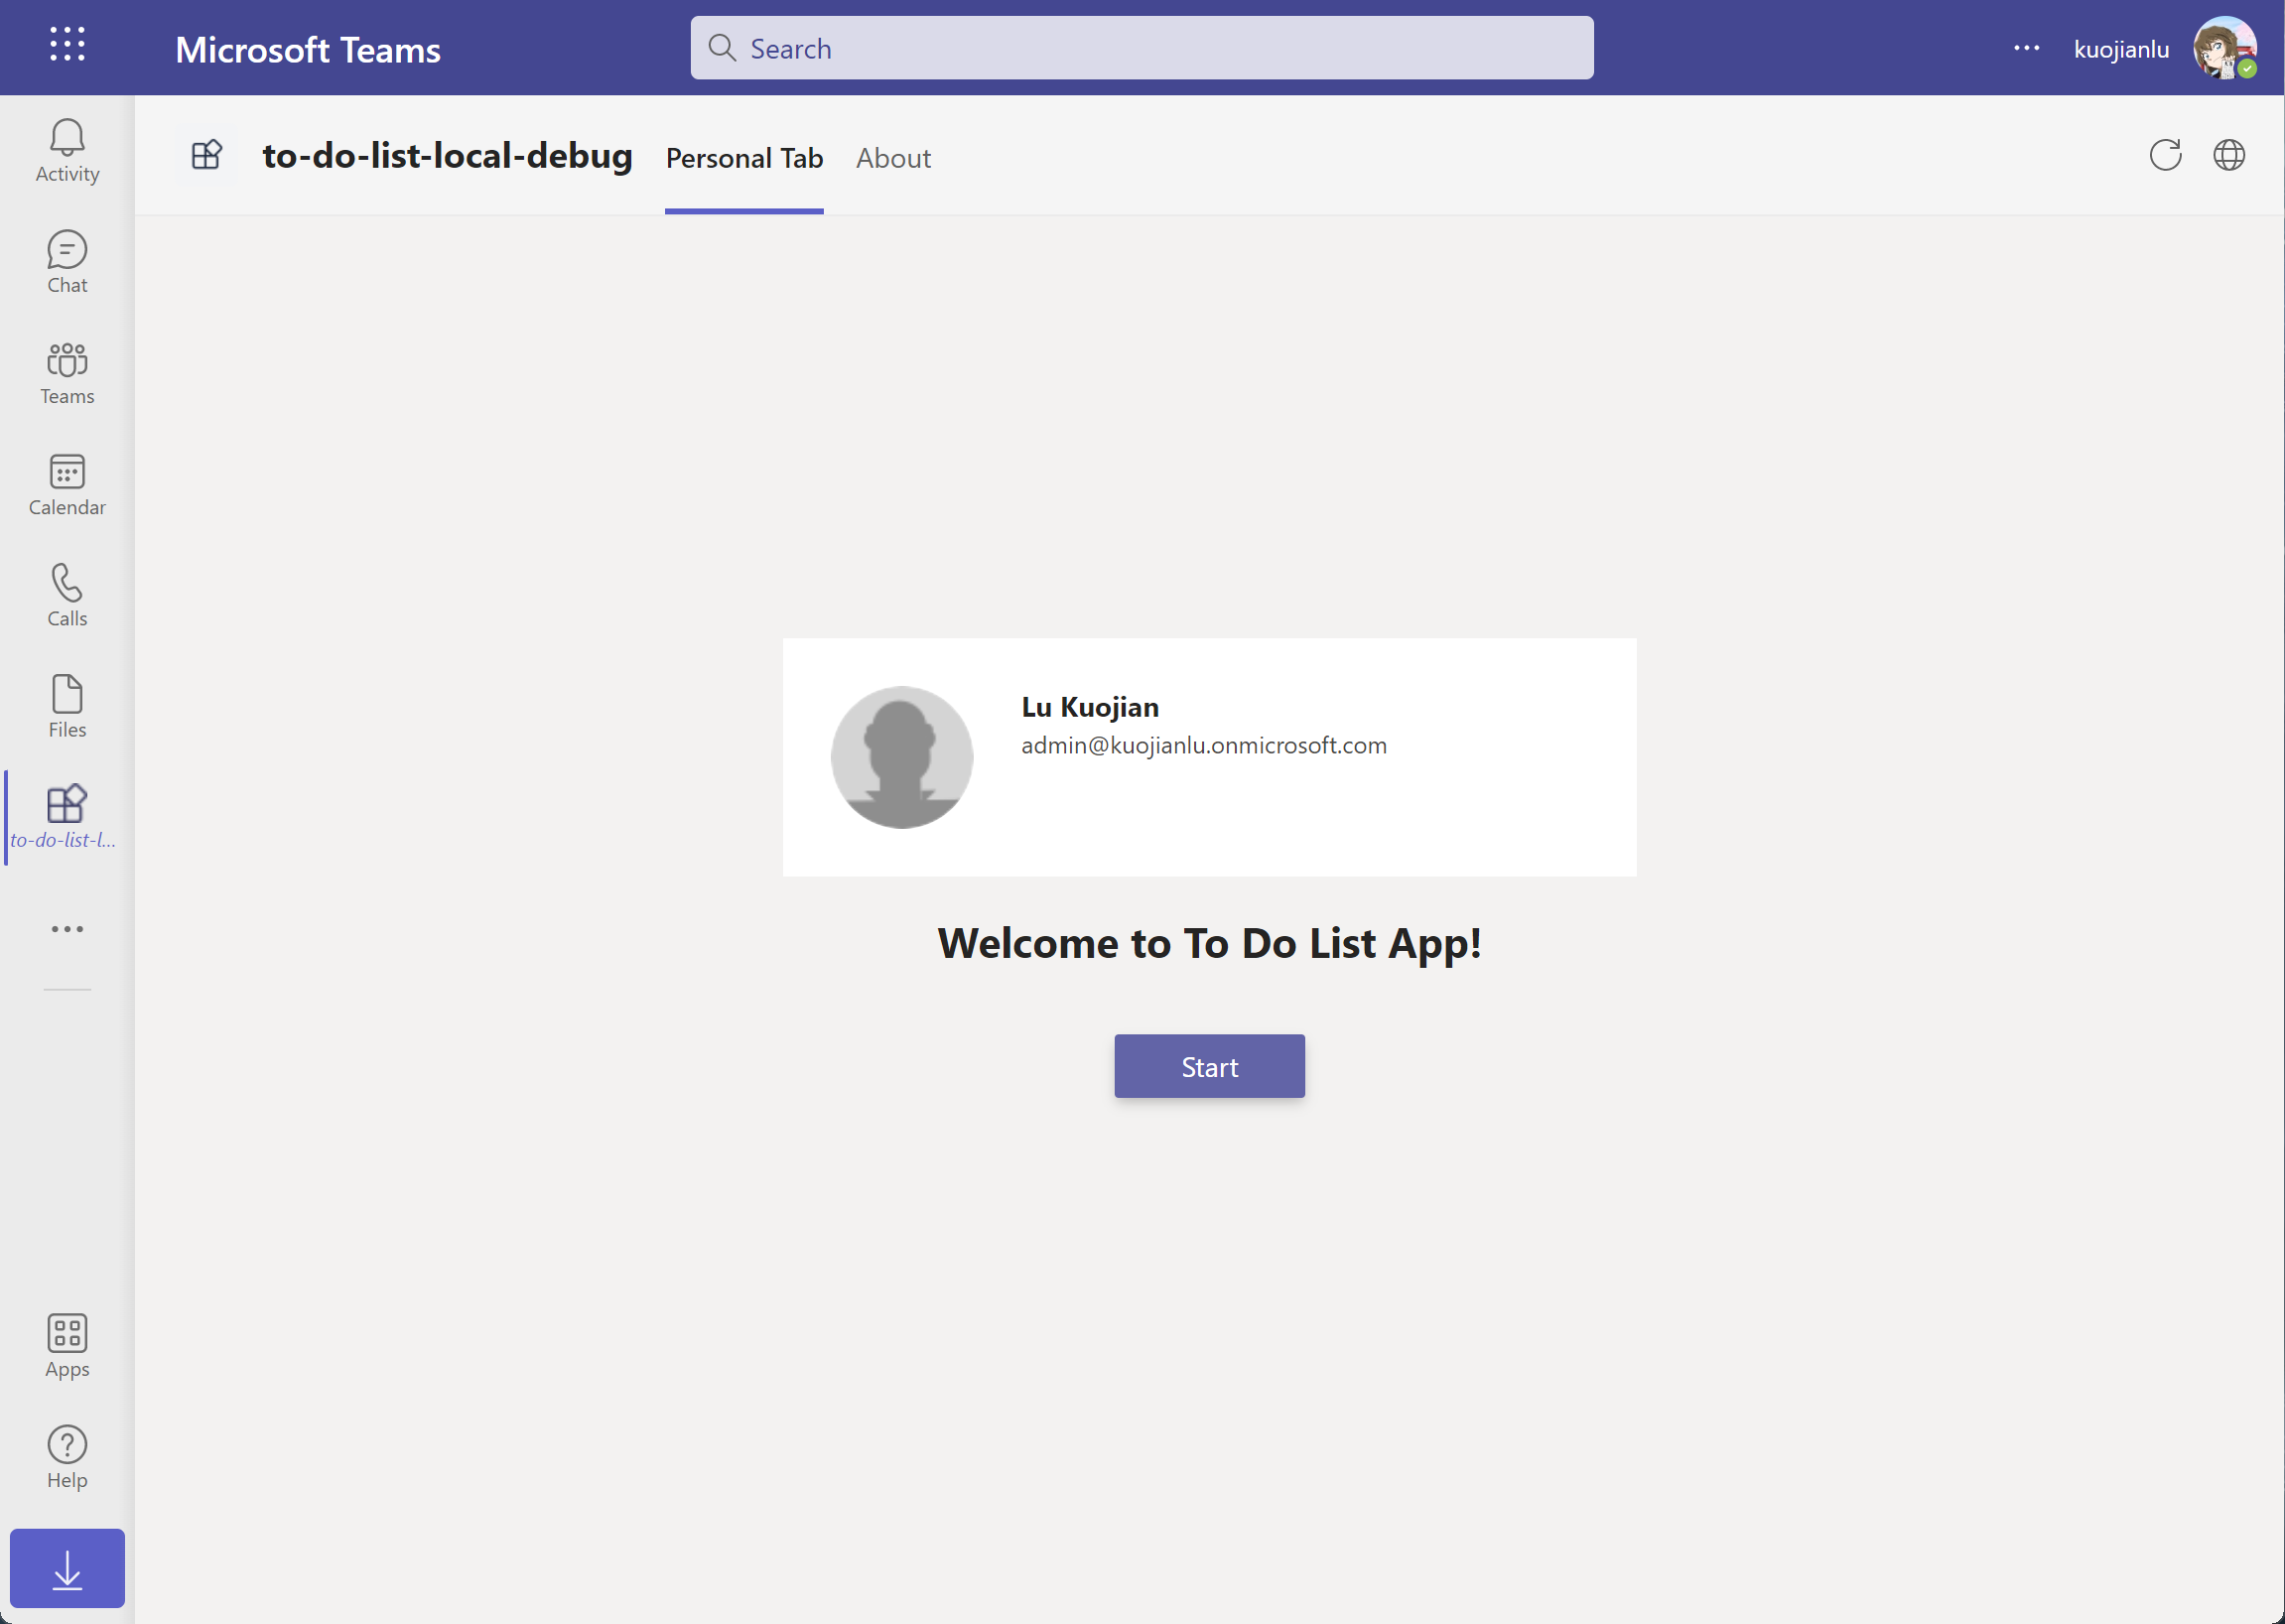 Microsoft Teams
Search
kuojianlu
Activity
Chat
Teams
Calendar
Calls
Files
to-do-list-l...
Apps
Help
to-do-list-local-debug
Personal Tab
About
Lu Kuojian
admin@kuojianlu.onmicrosoft.com
Welcome to To Do List App!
Start